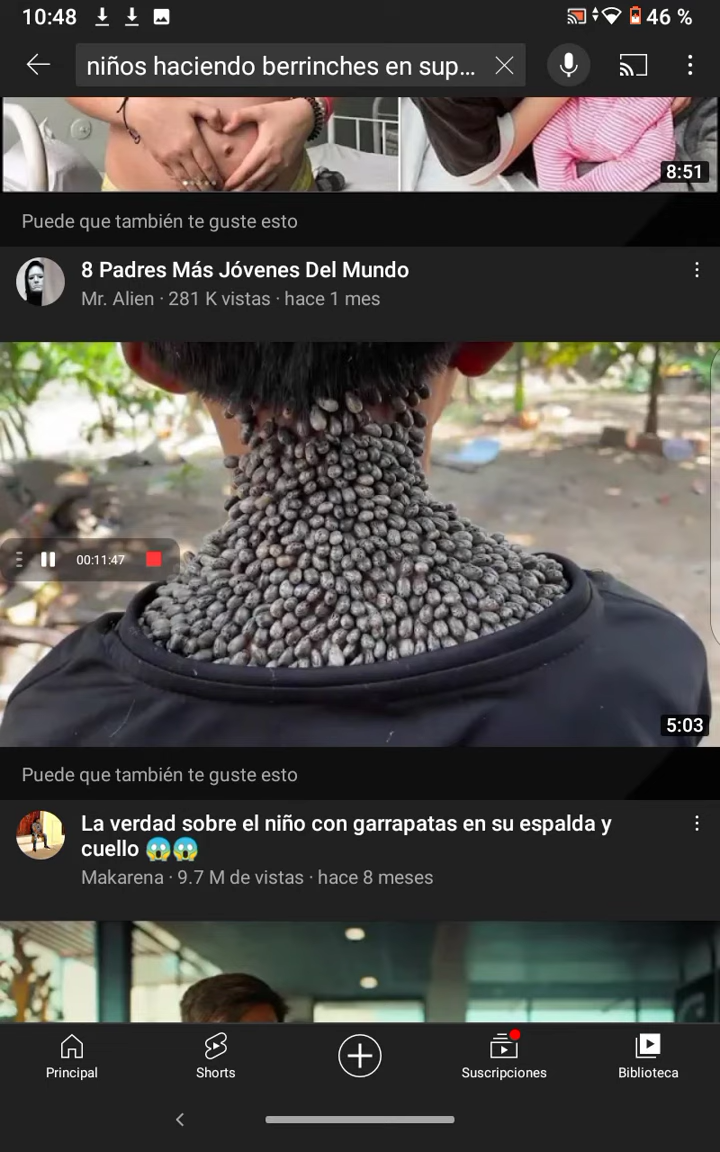 10:48
46 %
niños haciendo berrinches en sup...
8:51
Puede que también te guste esto
8 Padres Más Jóvenes Del Mundo
Mr. Alien · 281 K vistas · hace 1 mes
00:11:47
5:03
Puede que también te guste esto
La verdad sobre el niño con garrapatas en su espalda y
cuello 😱😱
Makarena · 9.7 M de vistas · hace 8 meses
Principal
Shorts
Suscripciones
Biblioteca